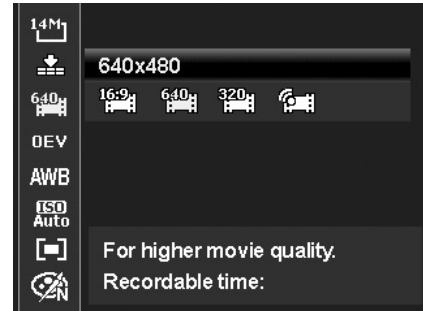 14M
640x480
640
16:9 640 320
0EV
AWB
ISO
Auto
N
For higher movie quality.
Recordable time: